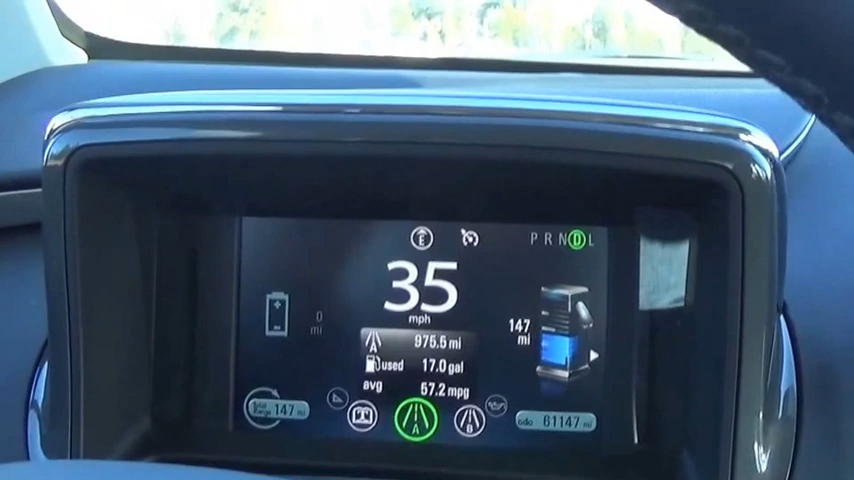 E
P R N D L
35
mph
0
mi
147
mi
A 975.5 mi
used 17.0 gal
avg 57.2 mpg
Total
Range 147 mi
A
B
odo 61147 mi